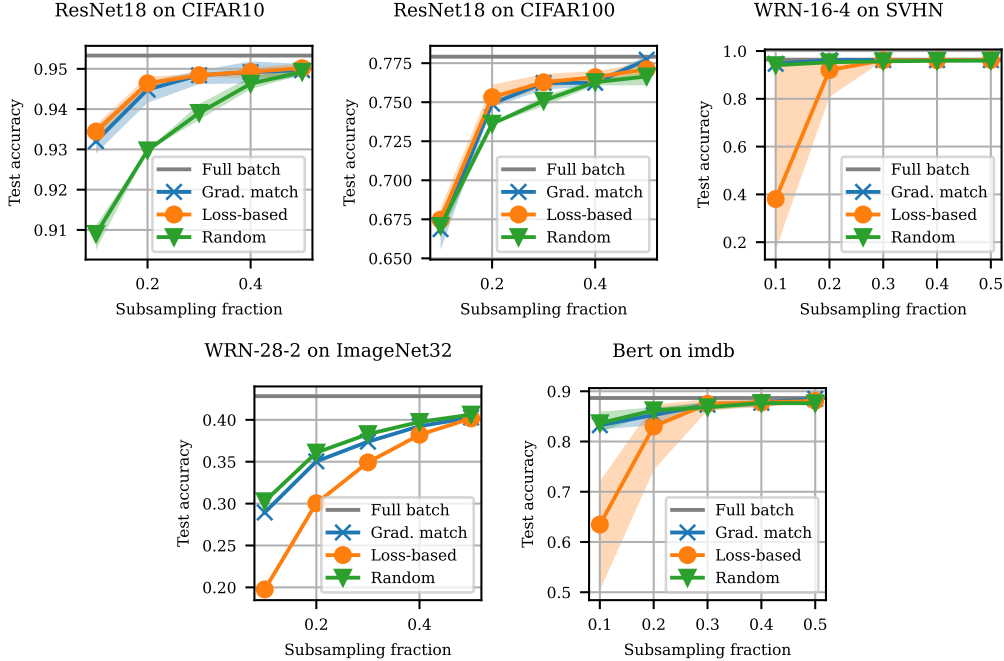 ResNet18 on CIFAR10
0.95
0.94
0.93
0.92
0.91
Test accuracy
Full batch
Grad. match
Loss-based
Random
0.2
0.4
Subsampling fraction
ResNet18 on CIFAR100
0.775
0.750
0.725
0.700
0.675
0.650
Test accuracy
Full batch
Grad. match
Loss-based
Random
0.2
0.4
Subsampling fraction
WRN-16-4 on SVHN
1.0
0.8
0.6
0.4
0.2
Test accuracy
Full batch
Grad. match
Loss-based
Random
0.1
0.2
0.3
0.4
0.5
Subsampling fraction
WRN-28-2 on ImageNet32
0.40
0.35
0.30
0.25
0.20
Test accuracy
Full batch
Grad. match
Loss-based
Random
0.2
0.4
Subsampling fraction
Bert on imdb
0.9
0.8
0.7
0.6
0.5
Test accuracy
Full batch
Grad. match
Loss-based
Random
0.1
0.2
0.3
0.4
0.5
Subsampling fraction